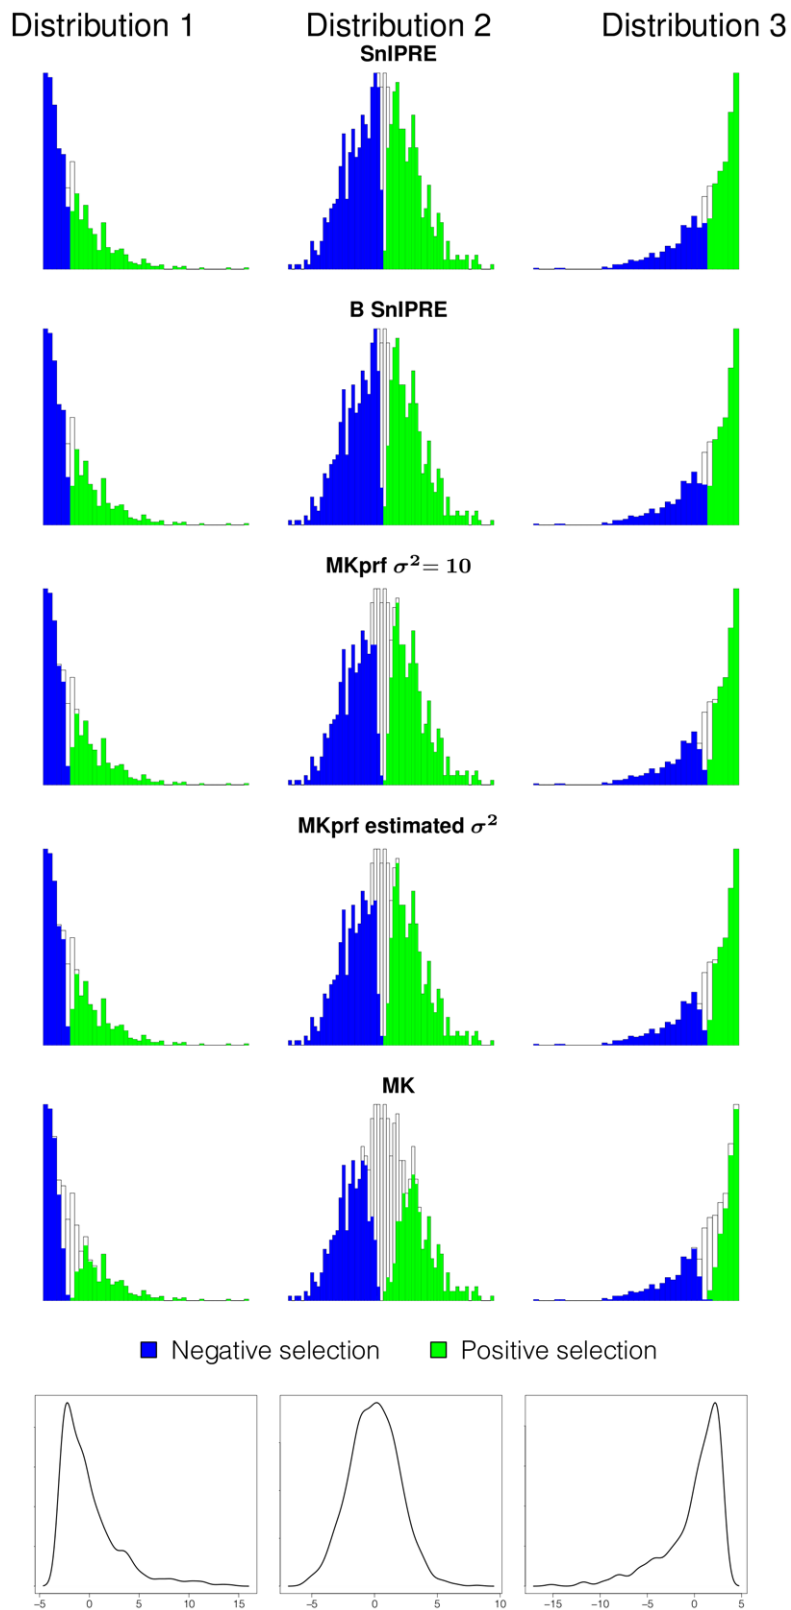 Distribution 1 Distribution 2 Distribution 3
SnIPRE
B SnIPRE
MKprf σ²= 10
MKprf estimated σ²
MK
Negative selection Positive selection
−5 0 5 10 15 −5 0 5 10 −15 −10 −5 0 5